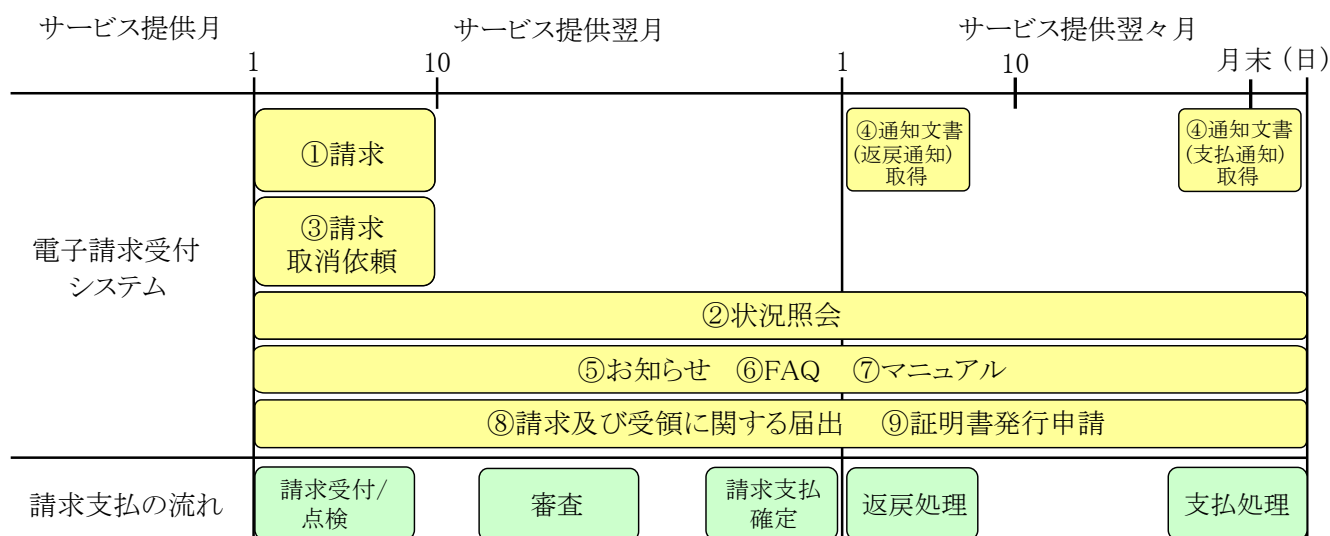 サービス提供月
サービス提供翌月
サービス提供翌々月
1
10
1
10
月末（日）
電子請求受付
システム
①請求
③請求
取消依頼
④通知文書
(返戻通知)
取得
④通知文書
(支払通知)
取得
②状況照会
⑤お知らせ　⑥FAQ　⑦マニュアル
⑧請求及び受領に関する届出　⑨証明書発行申請
請求支払の流れ
請求受付/
点検
審査
請求支払
確定
返戻処理
支払処理